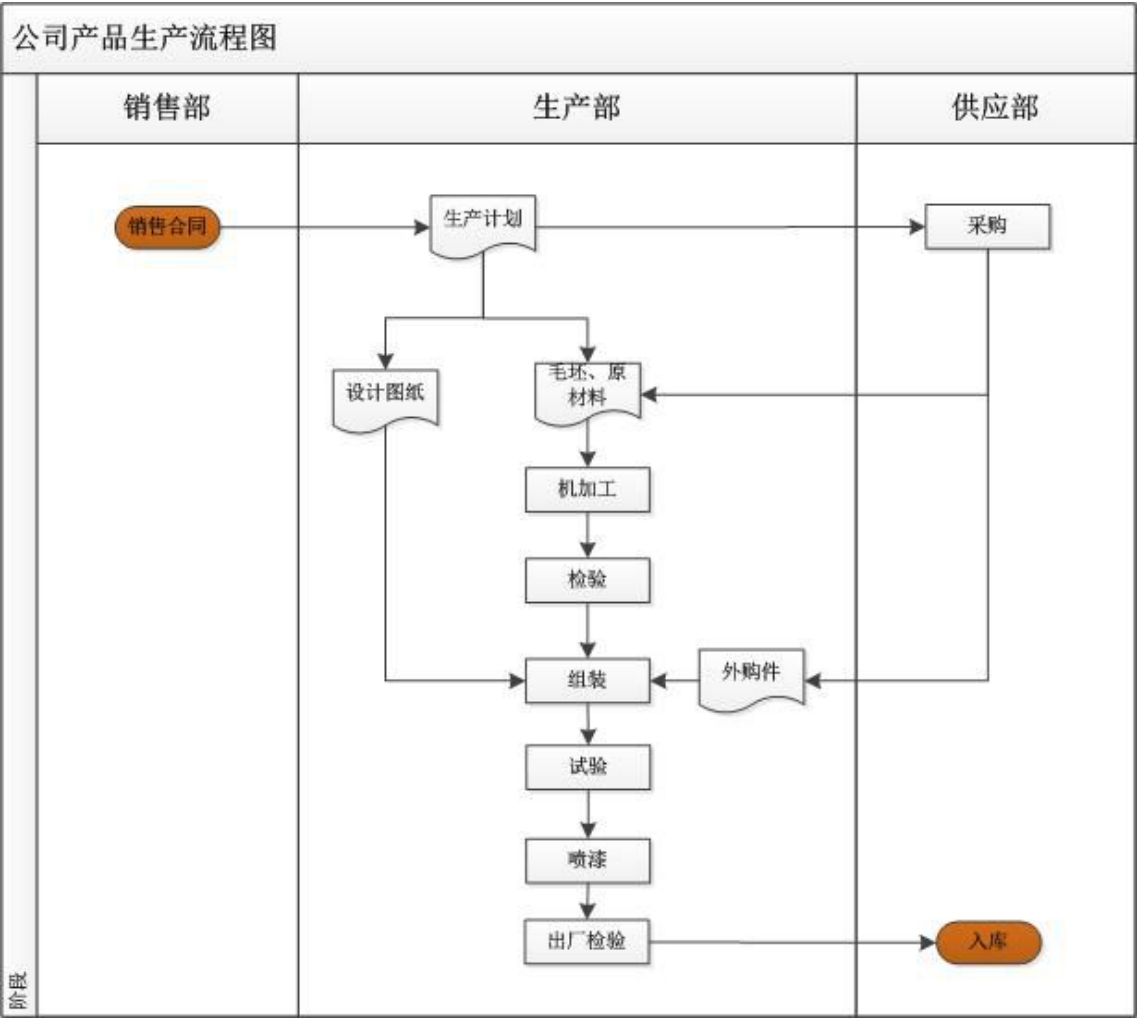 公司产品生产流程图
销售部
生产部
供应部
销售合同
生产计划
采购
设计图纸
毛坯、原
材料
机加工
检验
组装
外购件
试验
喷漆
出厂检验
入库
阶段